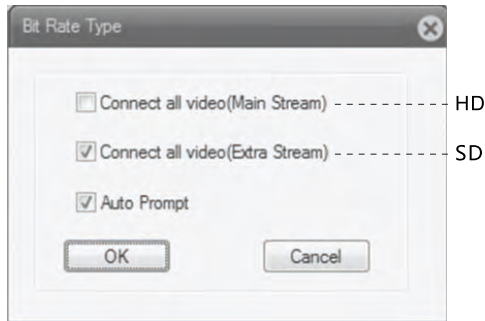 Bit Rate Type
Connect all video(Main Stream) HD
Connect all video(Extra Stream) SD
Auto Prompt
OK Cancel